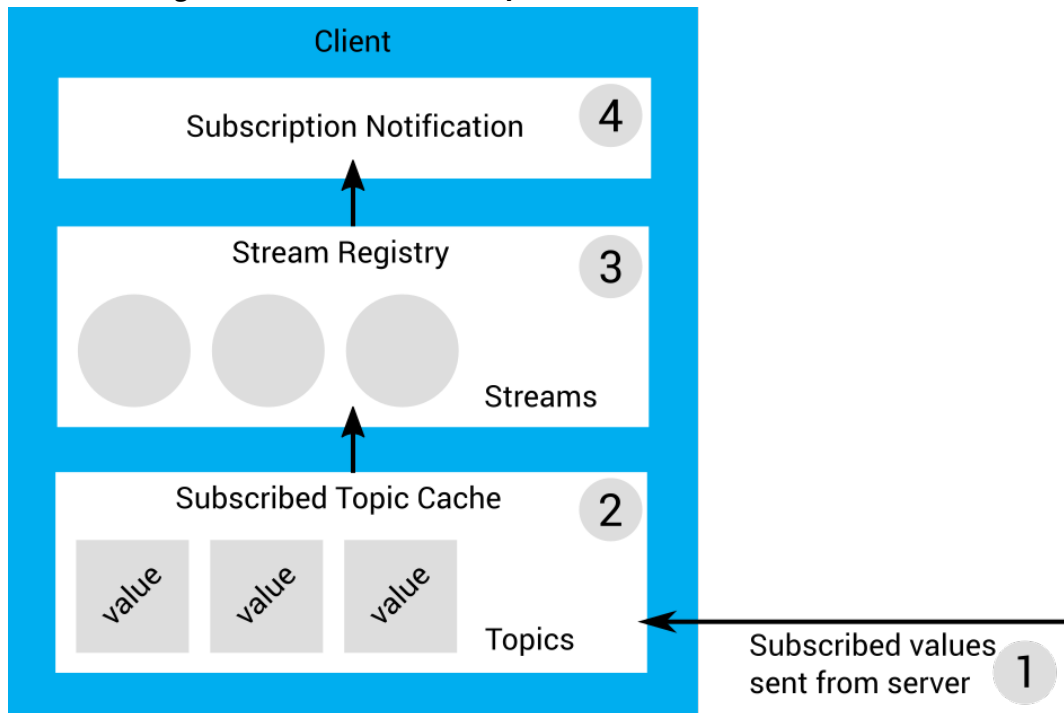 Client
Subscription Notification
4
Stream Registry
3
Streams
Subscribed Topic Cache
2
value
value
value
Topics
Subscribed values
sent from server
1